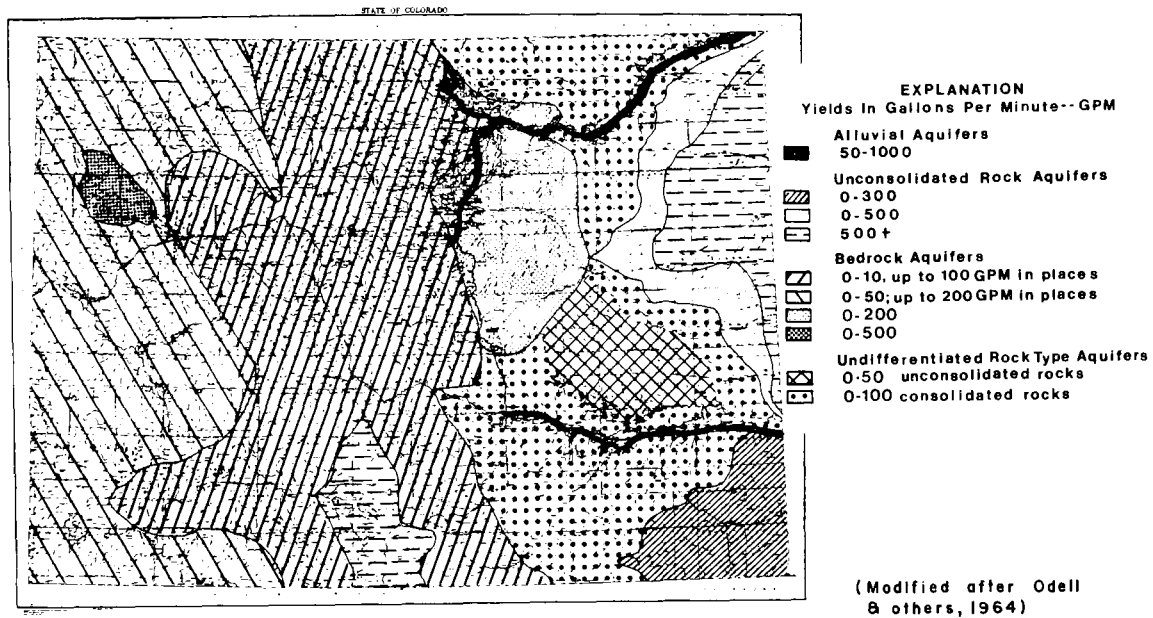 STATE OF COLORADO
EXPLANATION
Yields In Gallons Per Minute--GPM
Alluvial Aquifers
50-1000
Unconsolidated Rock Aquifers
0-300
0-500
500+
Bedrock Aquifers
0-10, up to 100 GPM in places
0-50; up to 200 GPM in places
0-200
0-500
Undifferentiated Rock Type Aquifers
0-50 unconsolidated rocks
0-100 consolidated rocks
(Modified after Odell
& others, 1964)